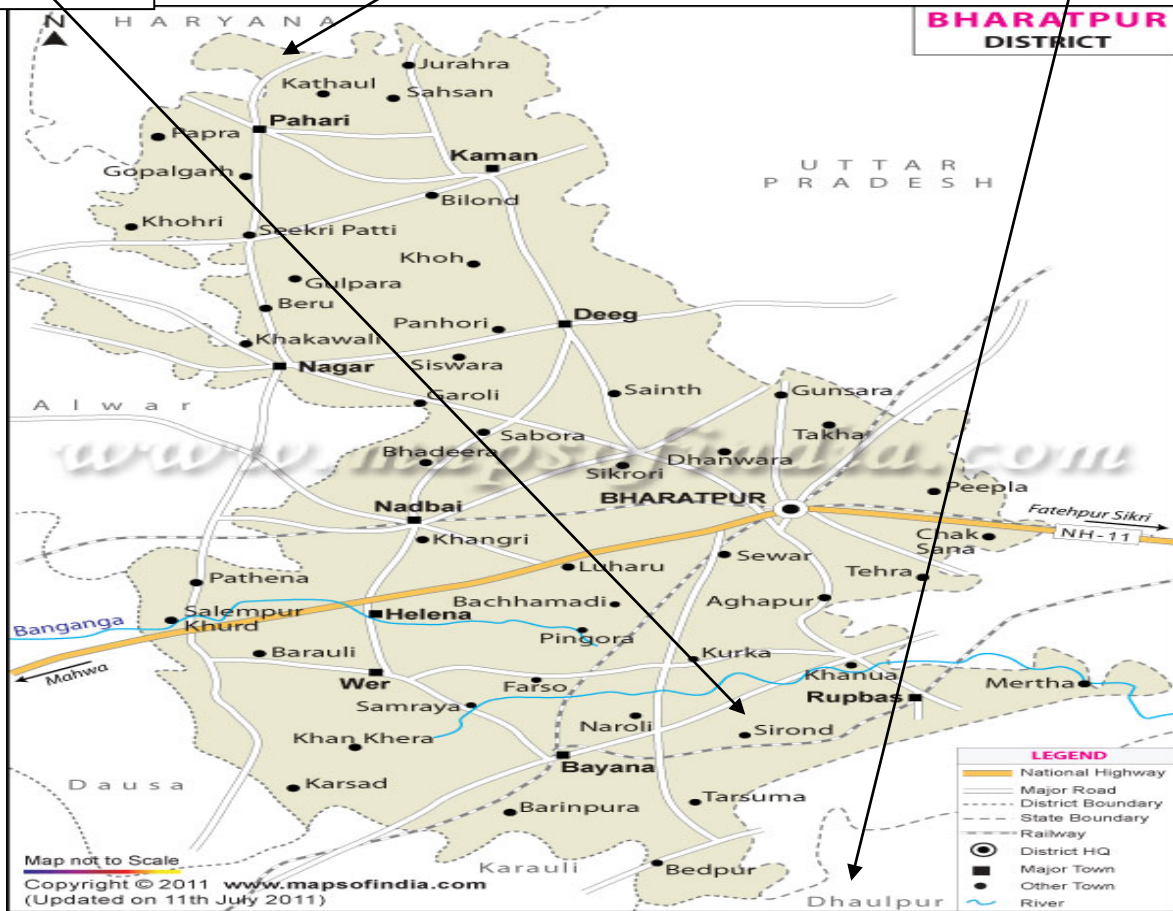 N
HARYANA
BHARATPUR
DISTRICT
Jurahra
Kathaul
Sahsan
Pahari
Papra
Kaman
UTTAR
PRADESH
Gopalgarh
Bilond
Khohri
Seekri Patti
Khoh
Gulpara
Beru
Deeg
Panhori
Khakawali
Siswara
Nagar
Sainth
Gunsara
Garoli
Alwar
Takha
Sabora
www.mapsofindia.com
Bhadeera
Dhanwara
Sikrori
Peepla
BHARATPUR
Nadbai
Fatehpur Sikri
NH-11
Chak
Sana
Khangri
Sewar
Luharu
Tehra
Pathena
Bachhamadi
Aghapur
Salempur
Khurd
Helena
Banganga
Pingora
Barauli
Kurka
Mahwa
Khanua
Wer
Farso
Mertha
Rupbas
Samraya
Naroli
Sirond
Khan Khera
Bayana
Dausa
Karsad
Tarsuma
Barinpura
Karauli
Bedpur
Dhaulpur
LEGEND
National Highway
Major Road
District Boundary
State Boundary
Railway
District HQ
Major Town
Other Town
River
Map not to Scale
Copyright © 2011 www.mapsofindia.com
(Updated on 11th July 2011)